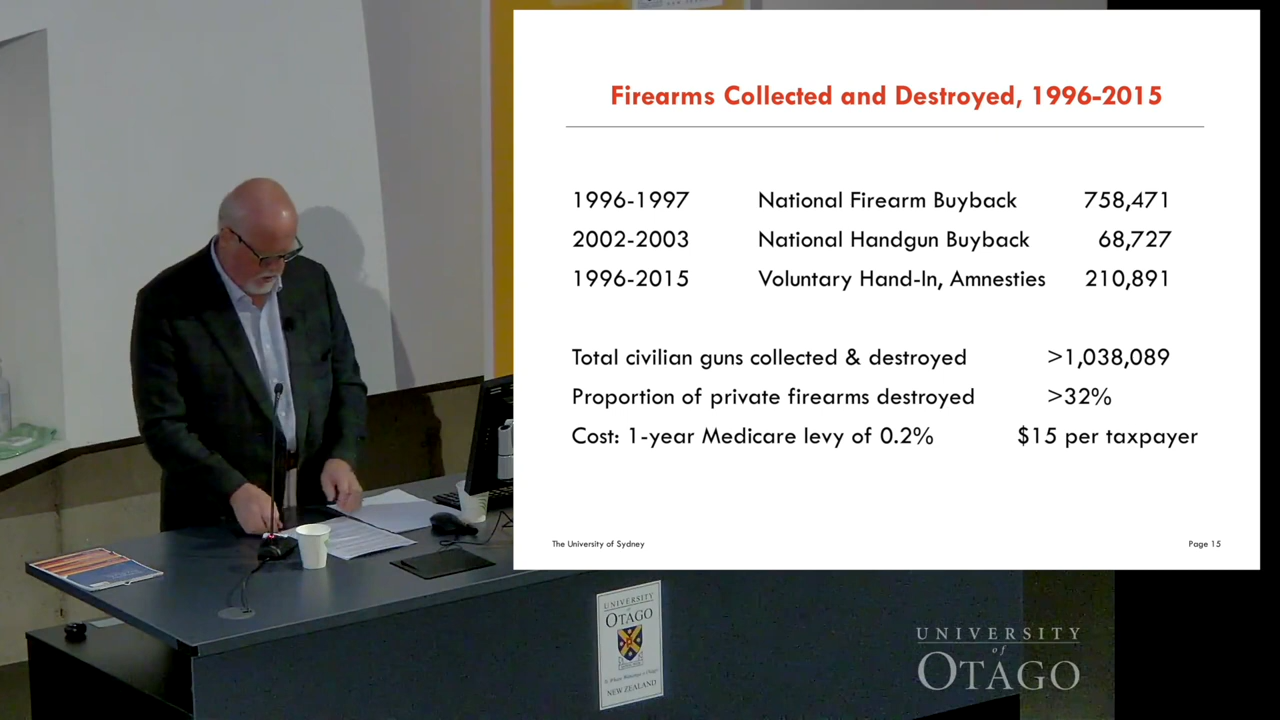 Firearms Collected and Destroyed, 1996-2015
1996-1997 National Firearm Buyback 758,471
2002-2003 National Handgun Buyback 68,727
1996-2015 Voluntary Hand-In, Amnesties 210,891
Total civilian guns collected & destroyed >1,038,089
Proportion of private firearms destroyed >32%
Cost: 1-year Medicare levy of 0.2% $15 per taxpayer
The University of Sydney Page 15
UNIVERSITY
OTAGO
NEW ZEALAND
UNIVERSITY
of
OTAGO